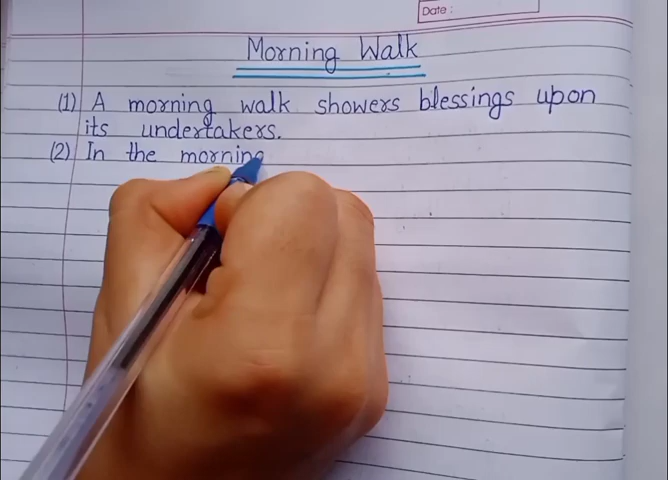 Date :
Morning Walk
(1) A morning walk showers blessings upon
its undertakers.
(2) In the morning